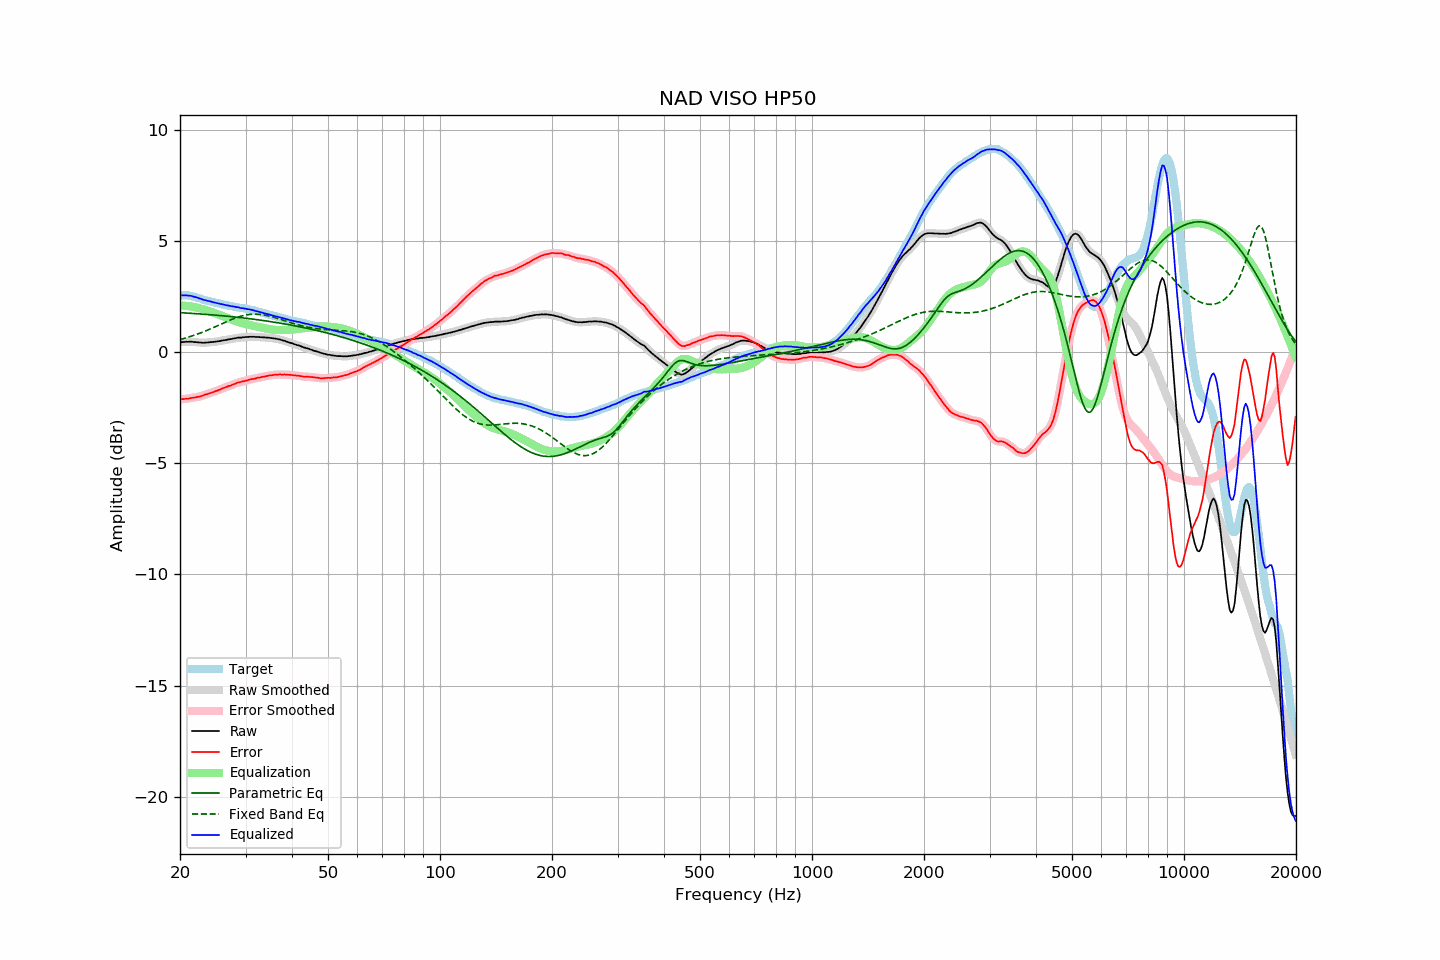 NAD VISO HP50
Amplitude (dBr)
10
5
0
−5
−10
−15
−20
Target
Raw Smoothed
Error Smoothed
Raw
Error
Equalization
Parametric Eq
Fixed Band Eq
Equalized
20 50 100 200 500 1000 2000 5000 10000 20000
Frequency (Hz)